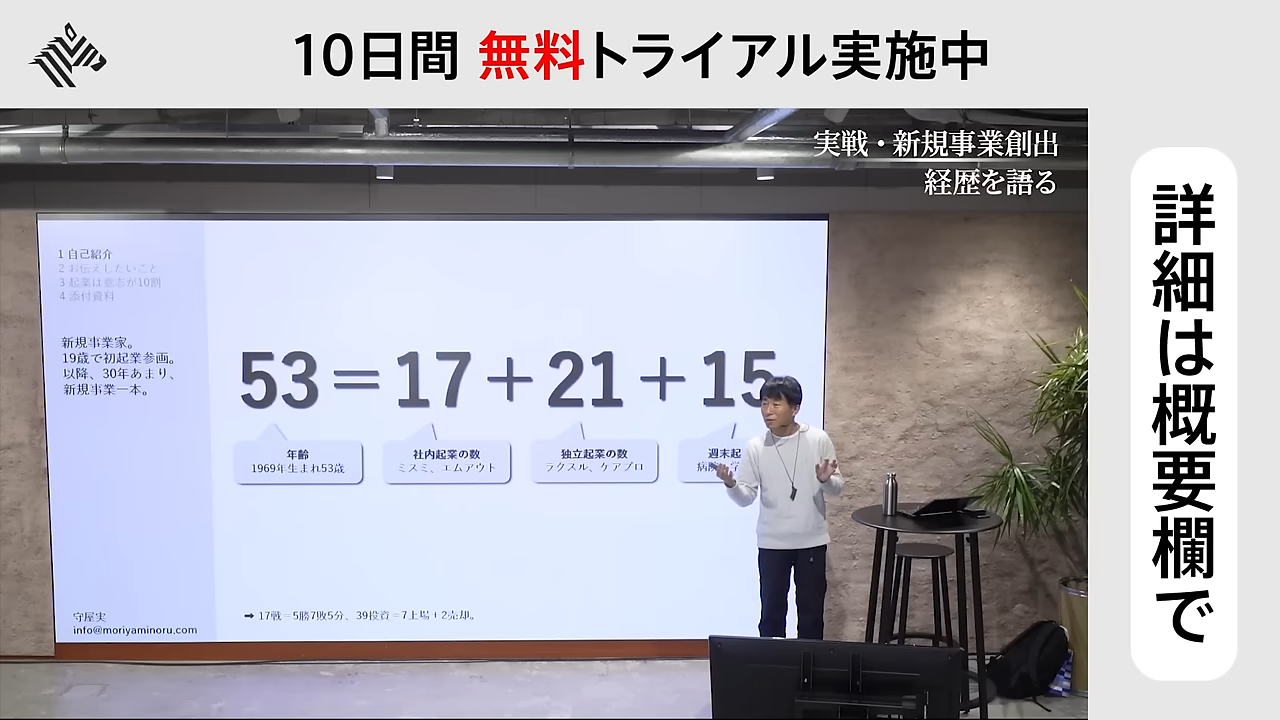 10日間 無料トライアル実施中
実戦・新規事業創出
経歴を語る
詳細は概要欄で
1 自己紹介
2 お伝えしたいこと
3 起業は意志が10割
4 添付資料
新規事業家。
19歳で初起業参画。
以降、30年あまり、
新規事業一本。
53=17+21+15
年齢
1969年生まれ53歳
社内起業の数
ミスミ、エムアウト
独立起業の数
ラクスル、ケアプロ
週末起
守屋実
info@moriyaminoru.com
➡ 17戦=5勝7敗5分、39投資=7上場+2売却。